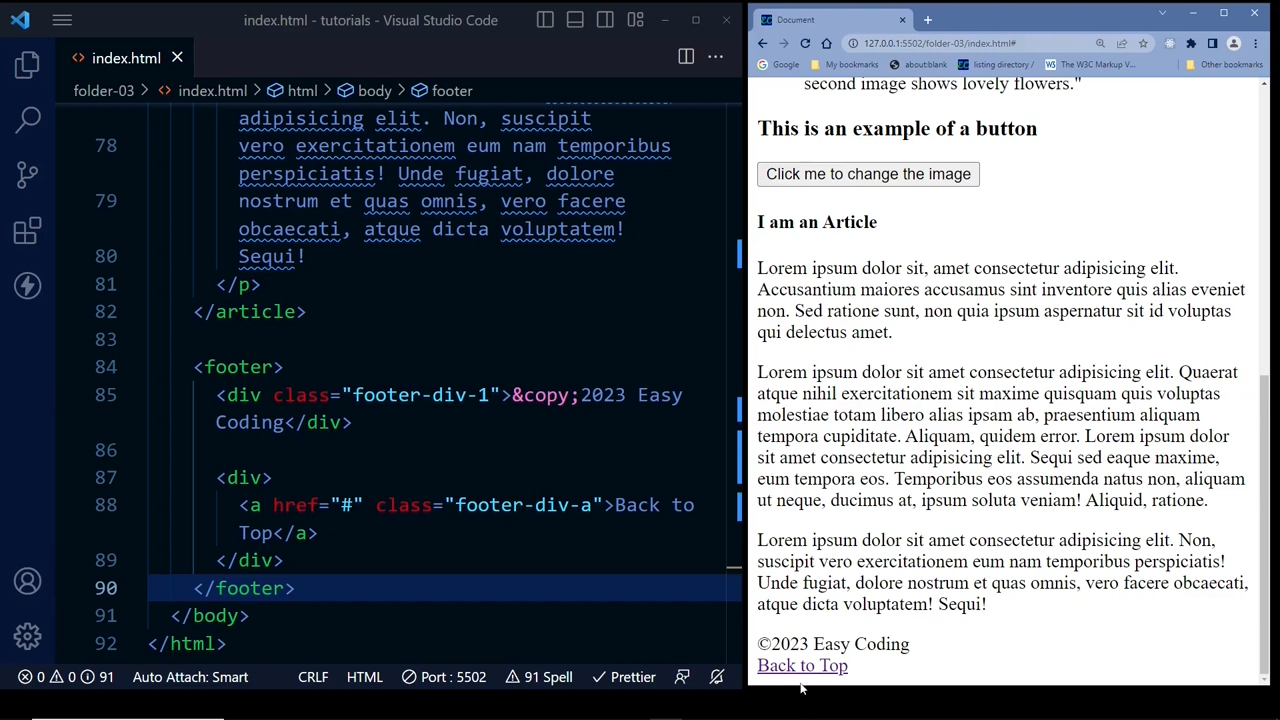 index.html - tutorials - Visual Studio Code
index.html
folder-03 > index.html > html > body > footer
adipisicing elit. Non, suscipit
78 vero exercitationem eum nam temporibus
perspiciatis! Unde fugiat, dolore
79 nostrum et quas omnis, vero facere
obcaecati, atque dicta voluptatem!
80 Sequi!
81 </p>
82 </article>
83
84 <footer>
85 <div class="footer-div-1">&copy;2023 Easy
Coding</div>
86
87 <div>
88 <a href="#" class="footer-div-a">Back to
Top</a>
89 </div>
90 </footer>
91 </body>
92 </html>
0 0 91 Auto Attach: Smart CRLF HTML Port : 5502 91 Spell Prettier
Document
127.0.0.1:5502/folder-03/index.html#
Google My bookmarks about:blank listing directory / The W3C Markup V... Other bookmarks
second image shows lovely flowers."
This is an example of a button
Click me to change the image
I am an Article
Lorem ipsum dolor sit, amet consectetur adipisicing elit.
Accusantium maiores accusamus sint inventore quis alias eveniet
non. Sed ratione sunt, non quia ipsum aspernatur sit id voluptas
qui delectus amet.
Lorem ipsum dolor sit amet consectetur adipisicing elit. Quaerat
atque nihil exercitationem sit maxime quisquam quis voluptas
molestiae totam libero alias ipsam ab, praesentium aliquam
tempora cupiditate. Aliquam, quidem error. Lorem ipsum dolor
sit amet consectetur adipisicing elit. Sequi sed eaque maxime,
eum tempora eos. Temporibus eos assumenda natus non, aliquam
ut neque, ducimus at, ipsum soluta veniam! Aliquid, ratione.
Lorem ipsum dolor sit amet consectetur adipisicing elit. Non,
suscipit vero exercitationem eum nam temporibus perspiciatis!
Unde fugiat, dolore nostrum et quas omnis, vero facere obcaecati,
atque dicta voluptatem! Sequi!
©2023 Easy Coding
Back to Top